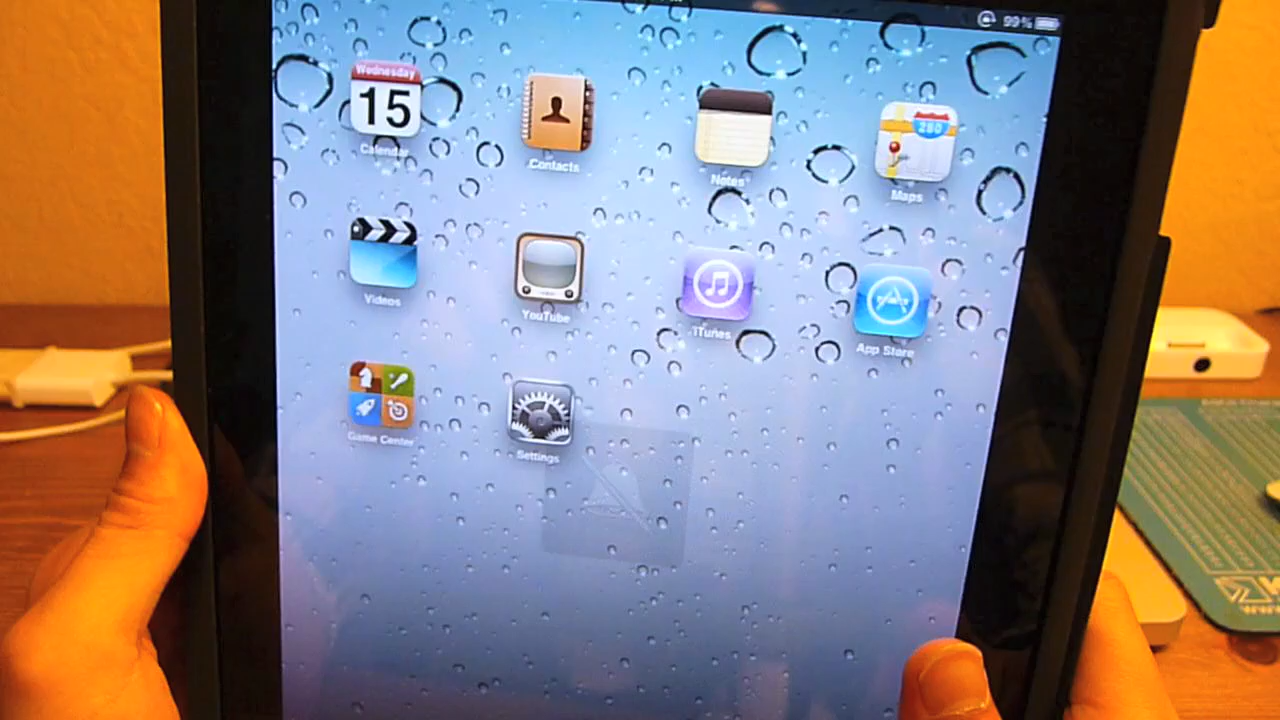 99%
Wednesday
15
Calendar
Contacts
Notes
280
Maps
Videos
YouTube
iTunes
App Store
Game Center
Settings